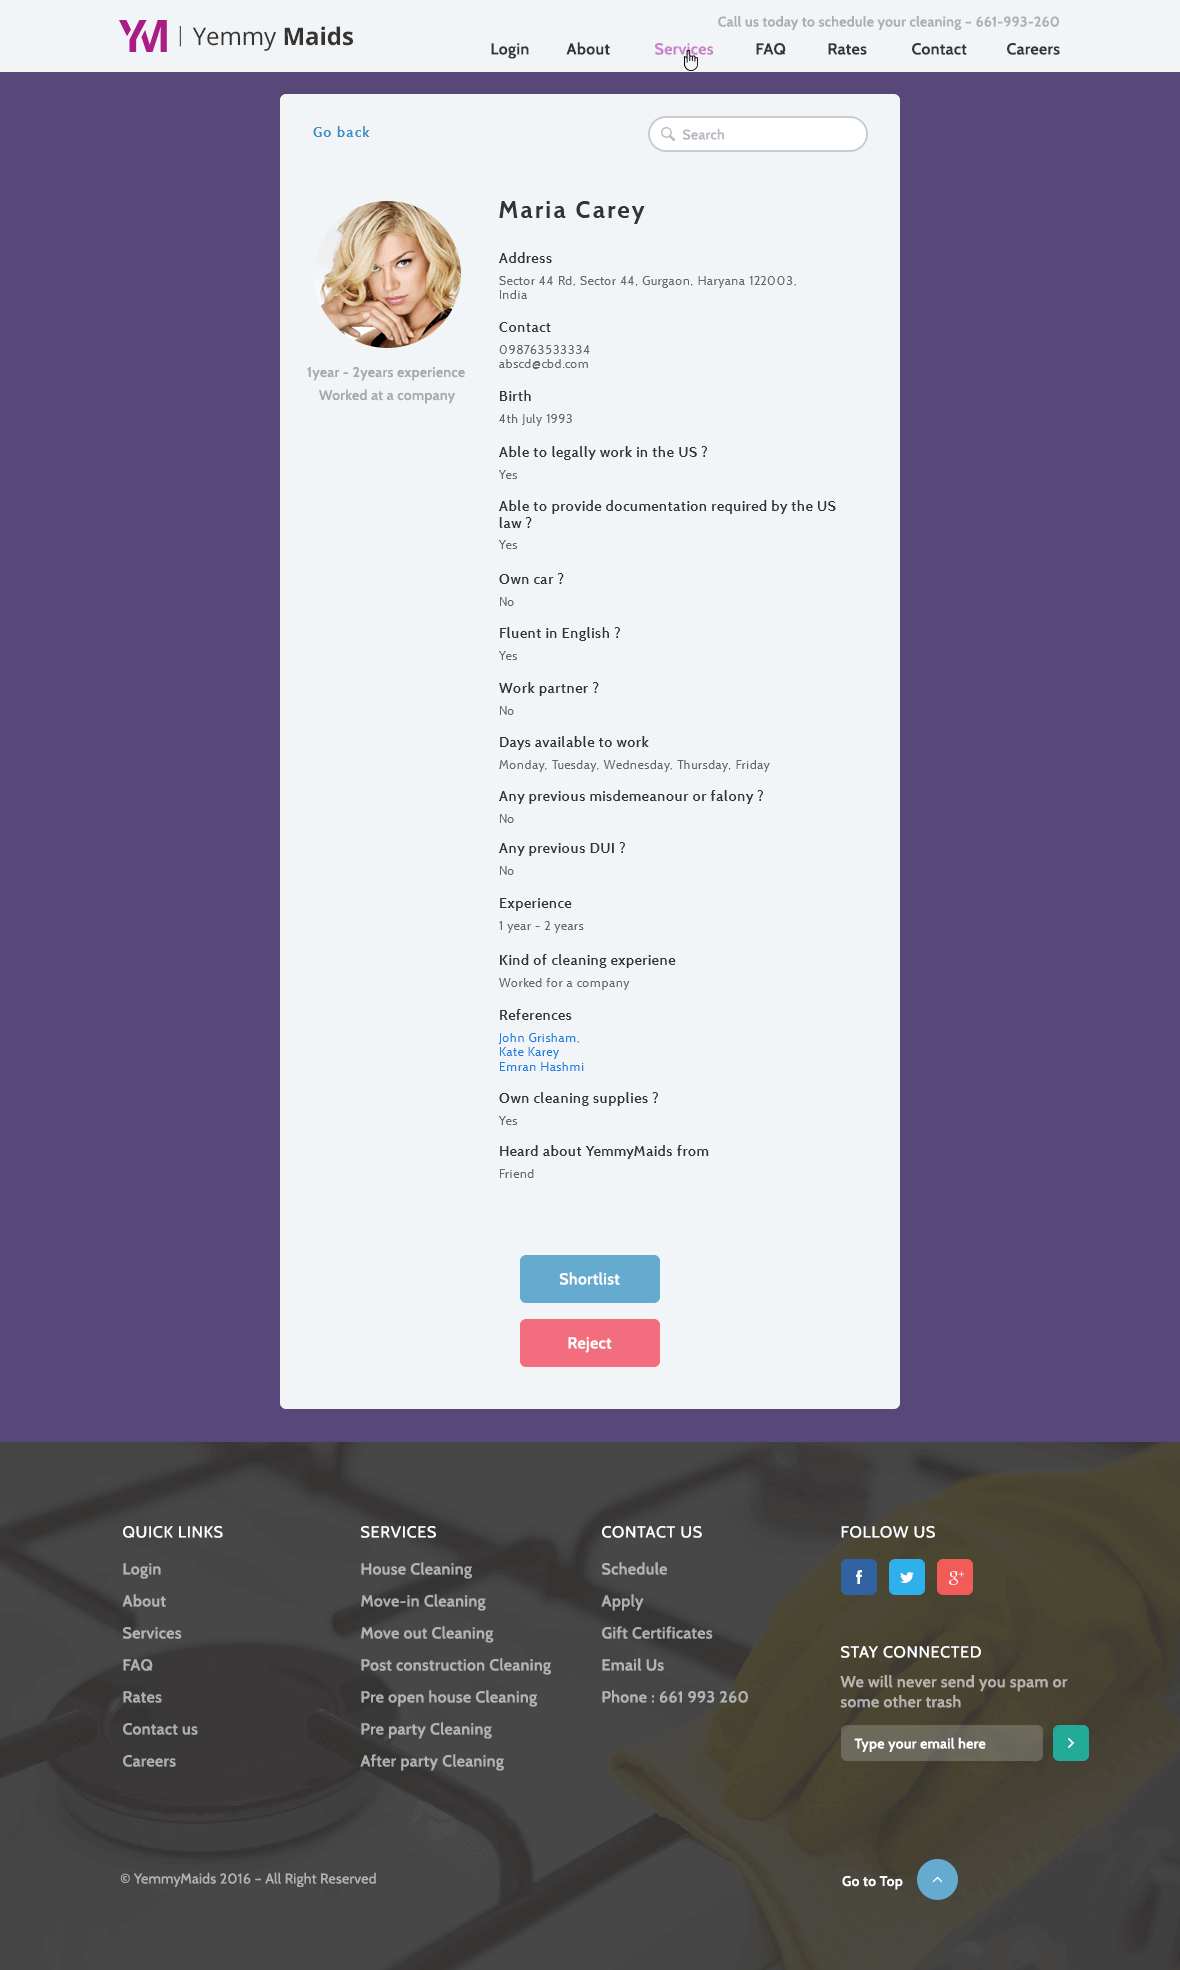 Call us today to schedule your cleaning – 661-993-260
YM | Yemmy Maids
Login About Services FAQ Rates Contact Careers
Go back
Search
Maria Carey
Address
Sector 44 Rd, Sector 44, Gurgaon, Haryana 122003,
India
Contact
098763533334
abscd@cbd.com
1year - 2years experience
Worked at a company
Birth
4th July 1993
Able to legally work in the US ?
Yes
Able to provide documentation required by the US
law ?
Yes
Own car ?
No
Fluent in English ?
Yes
Work partner ?
No
Days available to work
Monday, Tuesday, Wednesday, Thursday, Friday
Any previous misdemeanour or falony ?
No
Any previous DUI ?
No
Experience
1 year - 2 years
Kind of cleaning experiene
Worked for a company
References
John Grisham,
Kate Karey
Emran Hashmi
Own cleaning supplies ?
Yes
Heard about YemmyMaids from
Friend
Shortlist
Reject
QUICK LINKS
Login
About
Services
FAQ
Rates
Contact us
Careers
SERVICES
House Cleaning
Move-in Cleaning
Move out Cleaning
Post construction Cleaning
Pre open house Cleaning
Pre party Cleaning
After party Cleaning
CONTACT US
Schedule
Apply
Gift Certificates
Email Us
Phone : 661 993 260
FOLLOW US
f
g+
STAY CONNECTED
We will never send you spam or
some other trash
Type your email here
© YemmyMaids 2016 – All Right Reserved
Go to Top